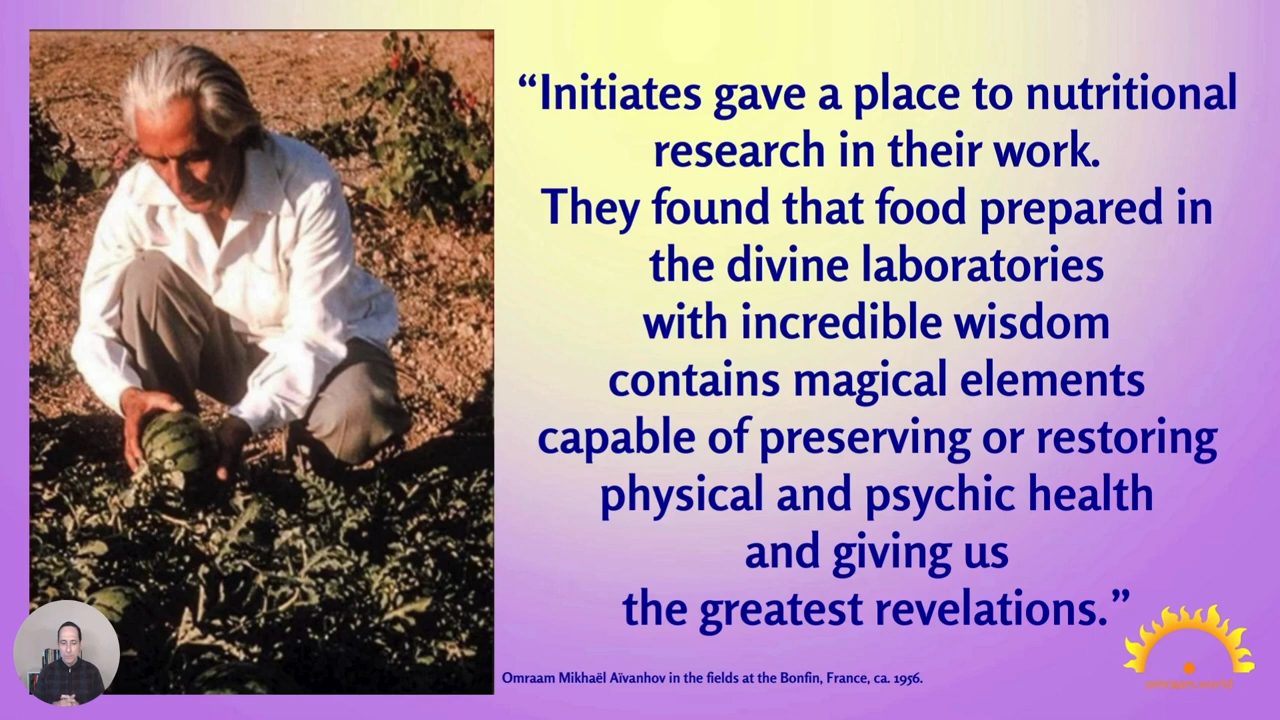 “Initiates gave a place to nutritional
research in their work.
They found that food prepared in
the divine laboratories
with incredible wisdom
contains magical elements
capable of preserving or restoring
physical and psychic health
and giving us
the greatest revelations.”
Omraam Mikhaël Aïvanhov in the fields at the Bonfin, France, ca. 1956.
omraam.world